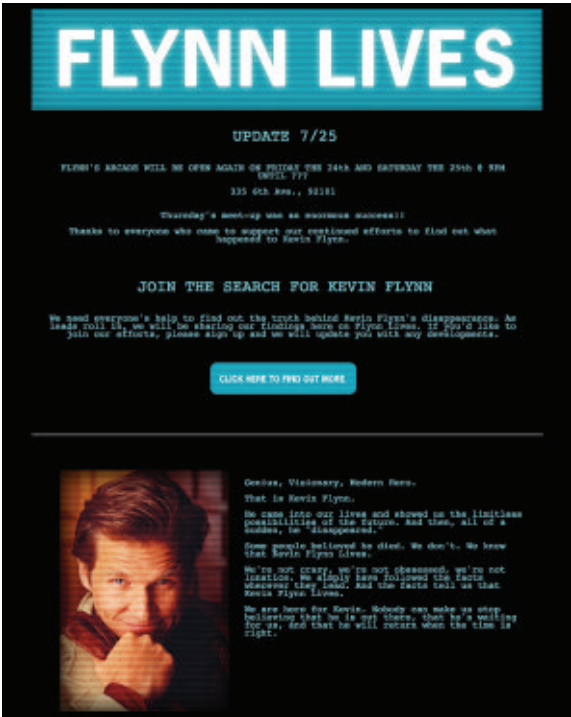 FLYNN LIVES
UPDATE 7/25
FLYNN'S ARCADE WILL BE OPEN AGAIN ON FRIDAY THE 24th AND SATURDAY THE 25th @ 9PM
UNTIL ???
335 6th Ave., 92101
Thursday's meet-up was an enormous success!!
Thanks to everyone who came to support our continued efforts to find out what
happened to Kevin Flynn.
JOIN THE SEARCH FOR KEVIN FLYNN
We need everyone's help to find out the truth behind Kevin Flynn's disappearance. As
leads roll in, we will be sharing our findings here on Flynn Lives. If you'd like to
join our efforts, please sign up and we will update you with any developments.
CLICK HERE TO FIND OUT MORE
Genius, Visionary, Modern Hero.
That is Kevin Flynn.
He came into our lives and showed us the limitless
possibilities of the future. And then, all of a
sudden, he "disappeared."
Some people believed he died. We don't. We know
that Kevin Flynn Lives.
We're not crazy, we're not obsessed, we're not
lunatics. We simply have followed the facts
wherever they lead. And the facts tell us that
Kevin Flynn Lives.
We are here for Kevin. Nobody can make us stop
believing that he is out there, that he's waiting
for us, and that he will return when the time is
right.